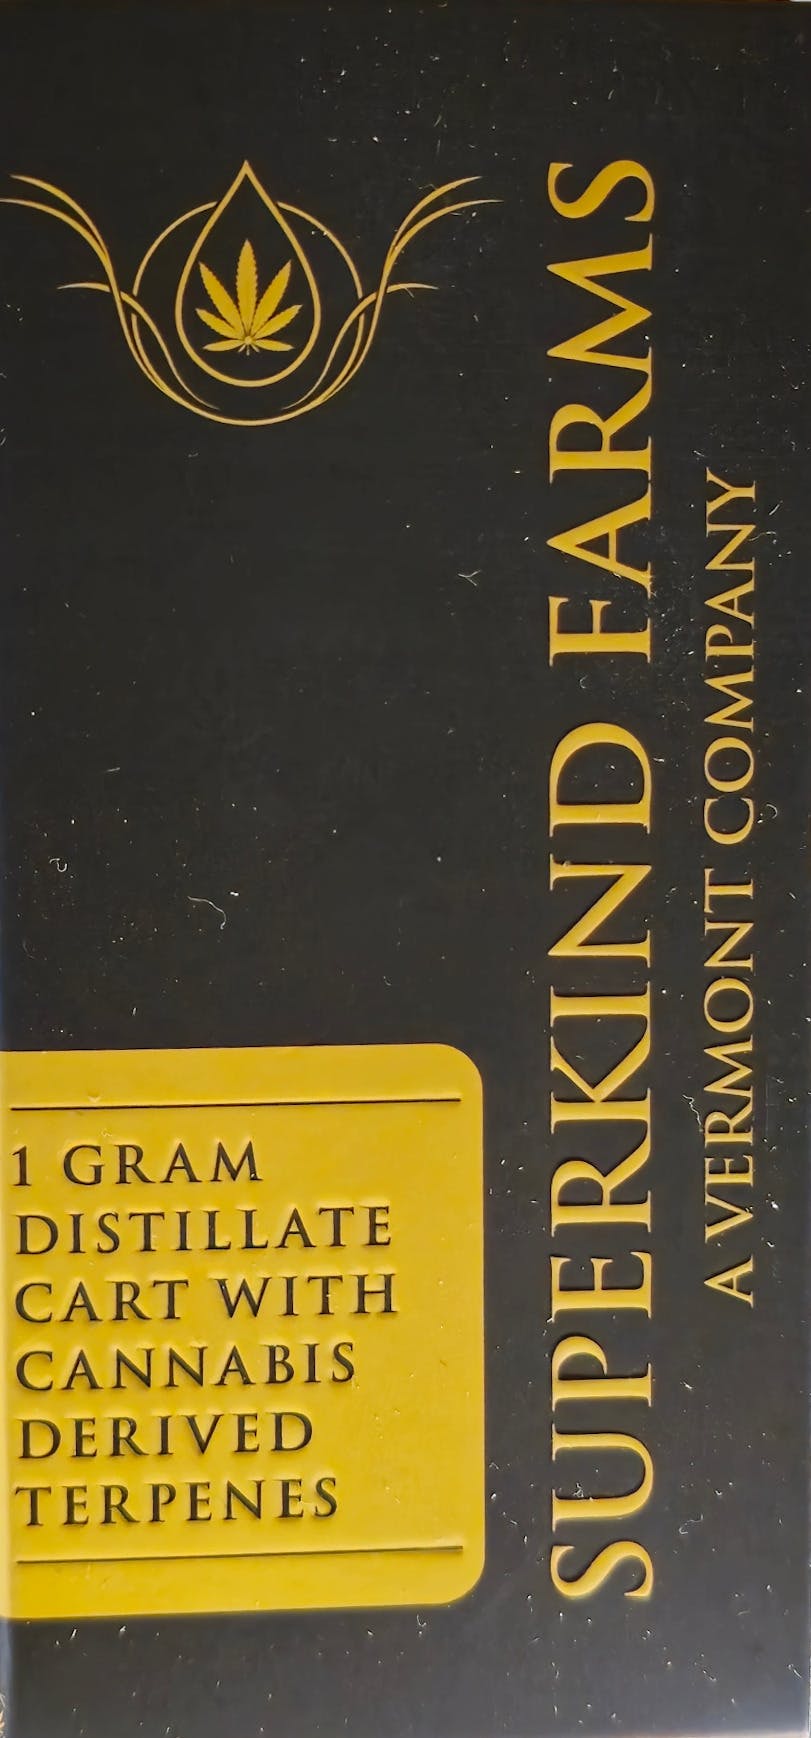 SUPERKIND FARMS
A VERMONT COMPANY
1 GRAM
DISTILLATE
CART WITH
CANNABIS
DERIVED
TERPENES